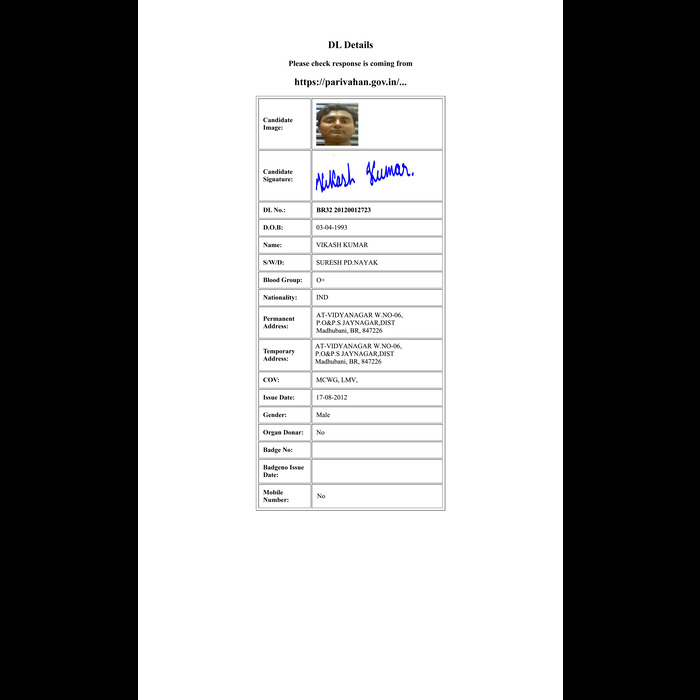 DL Details
Please check response is coming from
https://parivahan.gov.in/...
Candidate
Image:
Candidate
Signature:
Vikash Kumar.
DL No.: BR32 20120012723
D.O.B: 03-04-1993
Name: VIKASH KUMAR
S/W/D: SURESH PD.NAYAK
Blood Group: O+
Nationality: IND
Permanent
Address:
AT-VIDYANAGAR W.NO-06,
P.O&P.S JAYNAGAR,DIST
Madhubani, BR, 847226
Temporary
Address:
AT-VIDYANAGAR W.NO-06,
P.O&P.S JAYNAGAR,DIST
Madhubani, BR, 847226
COV: MCWG, LMV,
Issue Date: 17-08-2012
Gender: Male
Organ Donar: No
Badge No:
Badgeno Issue
Date:
Mobile
Number:
No